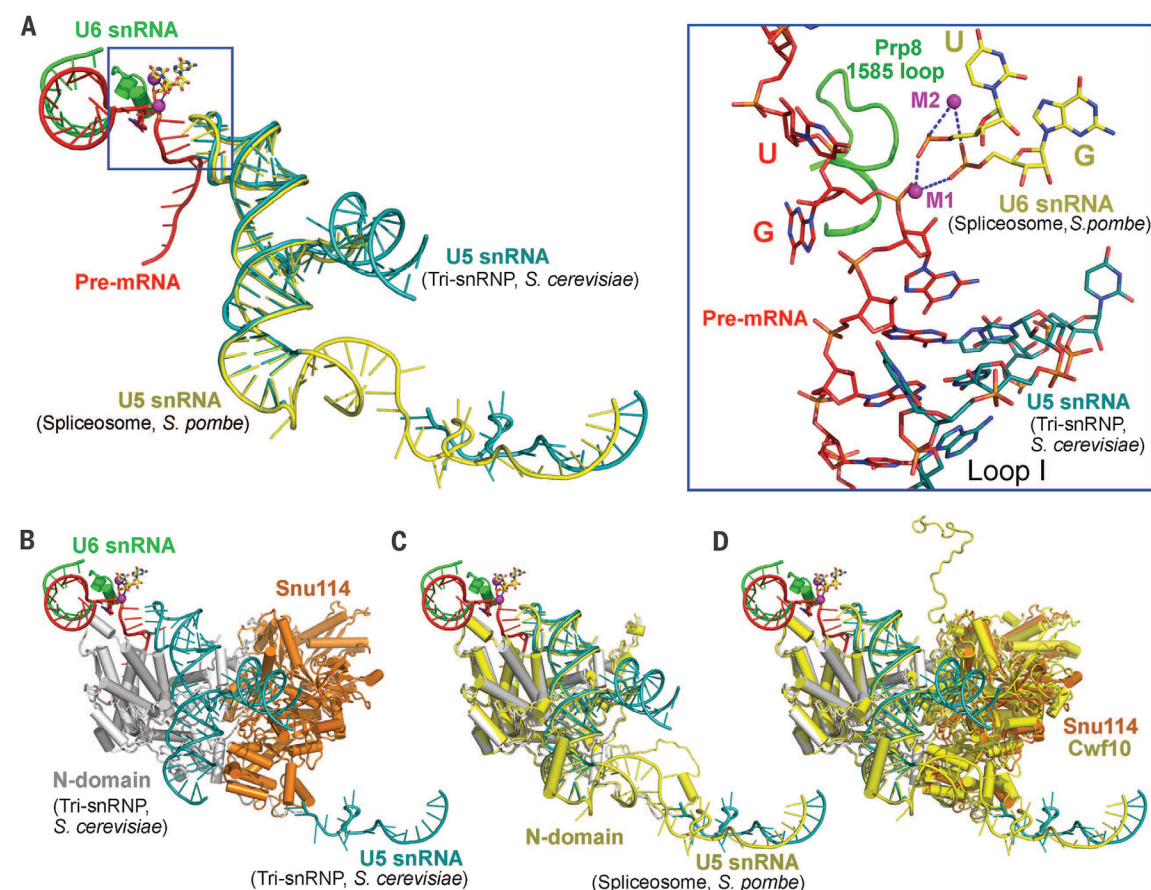 A
U6 snRNA
Pre-mRNA
U5 snRNA
(Tri-snRNP, S. cerevisiae)
U5 snRNA
(Spliceosome, S. pombe)
Prp8
1585 loop
U
M2
U
M1
G
G
U6 snRNA
(Spliceosome, S.pombe)
Pre-mRNA
U5 snRNA
(Tri-snRNP,
S. cerevisiae)
Loop I
B
U6 snRNA
Snu114
N-domain
(Tri-snRNP,
S. cerevisiae)
U5 snRNA
(Tri-snRNP, S. cerevisiae)
C
N-domain
U5 snRNA
(Spliceosome, S. pombe)
D
Snu114
Cwf10